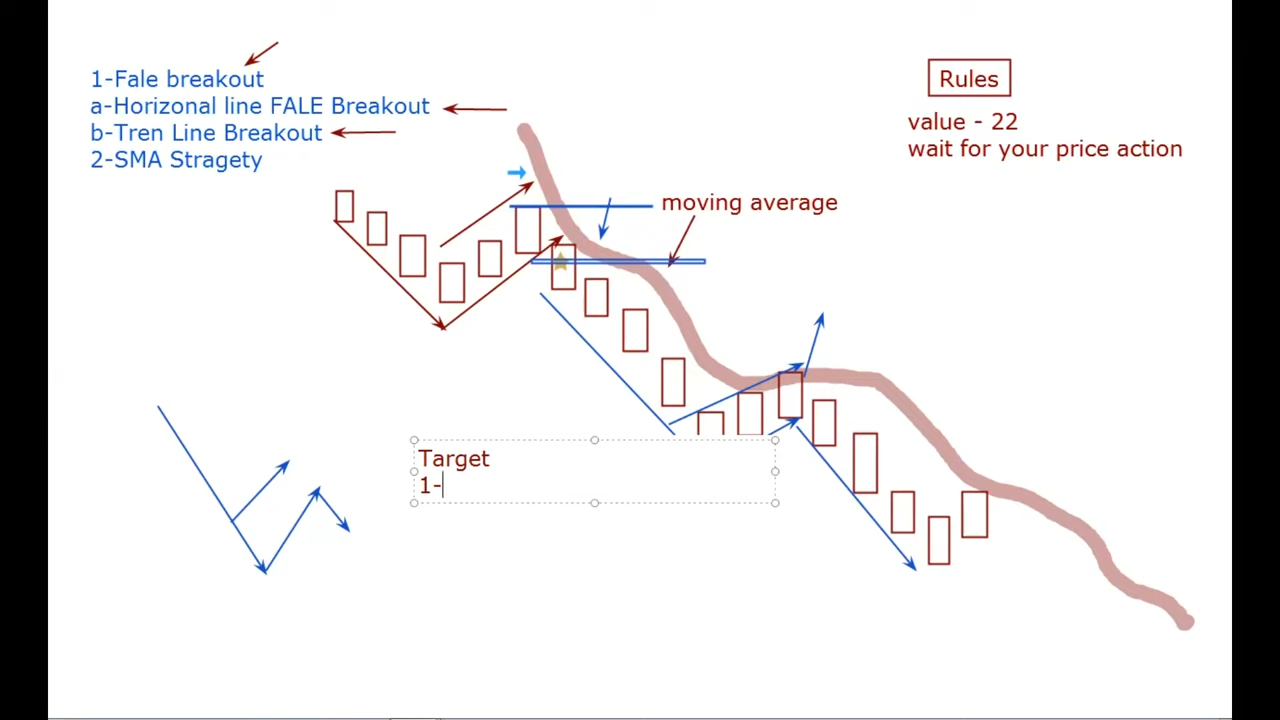 1-Fale breakout
a-Horizonal line FALE Breakout
b-Tren Line Breakout
2-SMA Stragety
Rules
value - 22
wait for your price action
moving average
Target
1-